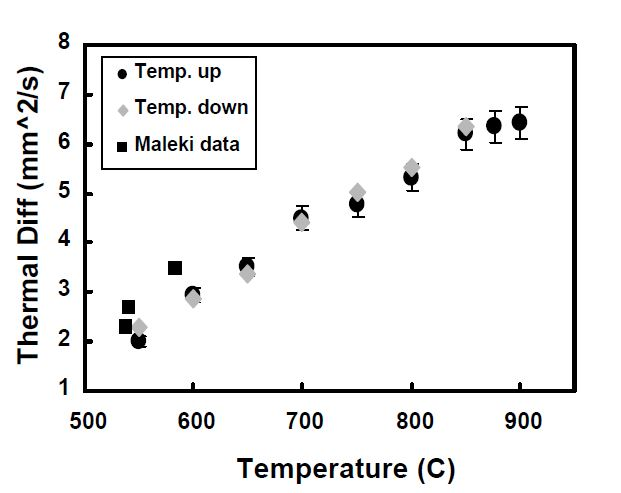 8
7
6
5
4
3
2
1
Thermal Diff (mm^2/s)
Temp. up
Temp. down
Maleki data
500 600 700 800 900
Temperature (C)